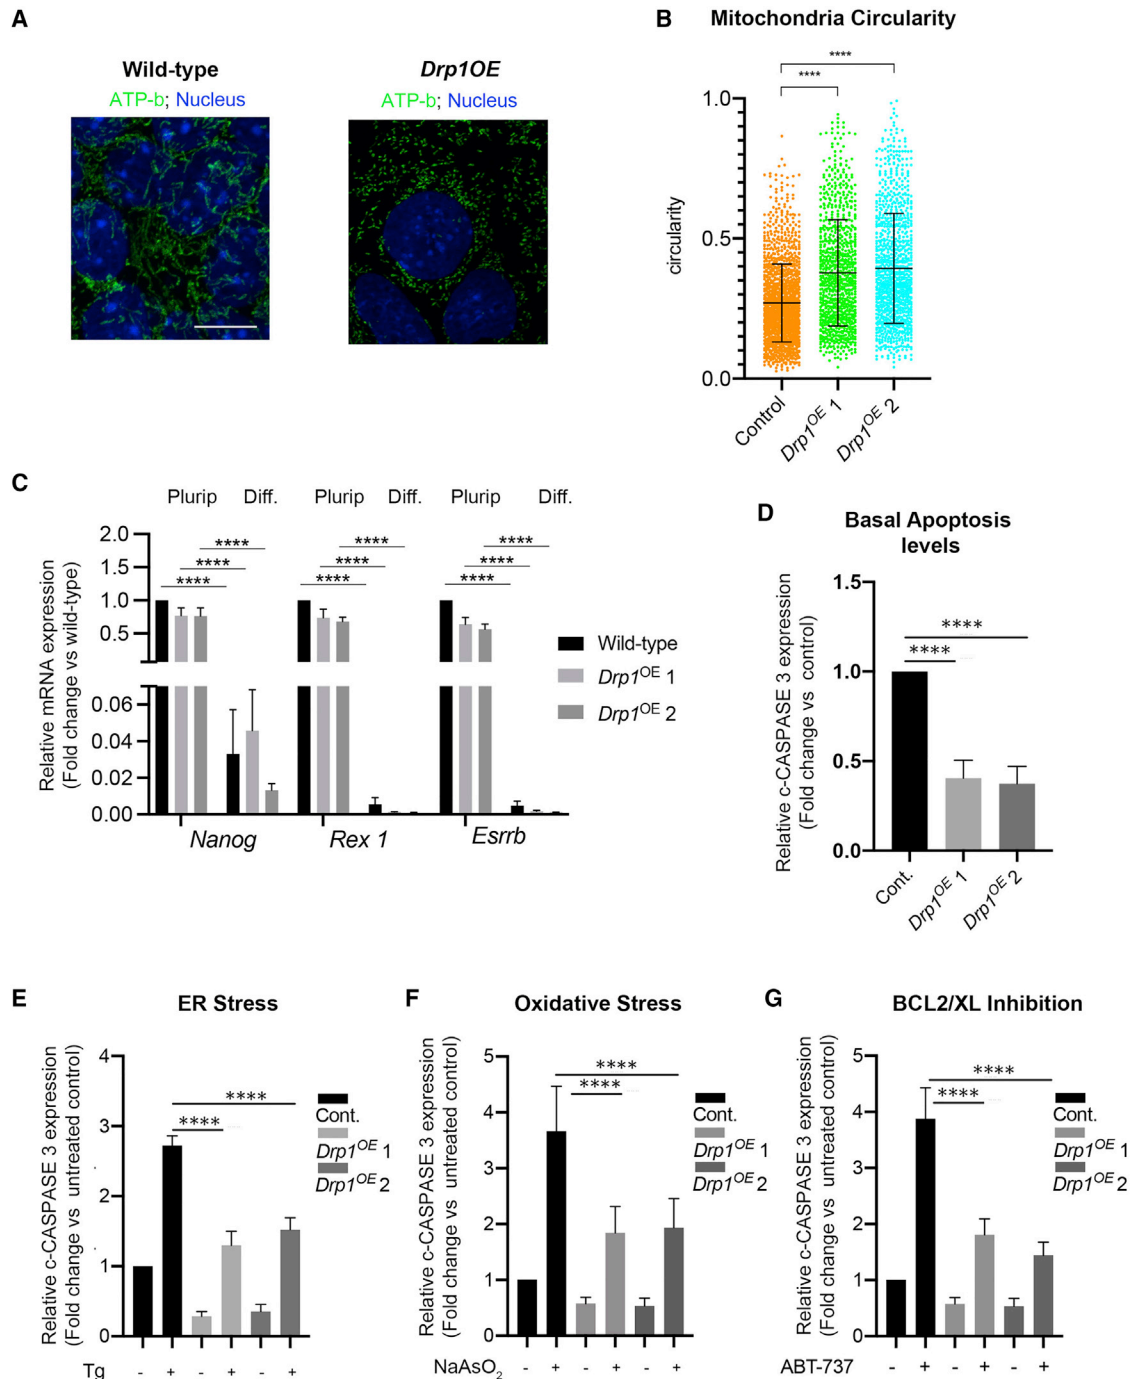 A
Wild-type
ATP-b; Nucleus
Drp1OE
ATP-b; Nucleus
B
Mitochondria Circularity
****
****
1.0
0.5
0.0
circularity
Control
Drp1OE 1
Drp1OE 2
C
Plurip Diff. Plurip Diff. Plurip Diff.
Relative mRNA expression
(Fold change vs wild-type)
2.0
1.5
1.0
0.5
0.06
0.04
0.02
0.00
**** **** ****
**** **** ****
**** **** ****
Nanog Rex 1 Esrrb
Wild-type
Drp1OE 1
Drp1OE 2
D
Basal Apoptosis
levels
Relative c-CASPASE 3 expression
(Fold change vs control)
1.5
1.0
0.5
0.0
****
****
Cont.
Drp1OE 1
Drp1OE 2
E
ER Stress
Relative c-CASPASE 3 expression
(Fold change vs untreated control)
4
3
2
1
0
****
****
Cont.
Drp1OE 1
Drp1OE 2
Tg - + - + - +
F
Oxidative Stress
Relative c-CASPASE 3 expression
(Fold change vs untreated control)
5
4
3
2
1
0
****
****
Cont.
Drp1OE 1
Drp1OE 2
NaAsO2 - + - + - +
G
BCL2/XL Inhibition
Relative c-CASPASE 3 expression
(Fold change vs untreated control)
5
4
3
2
1
0
****
****
Cont.
Drp1OE 1
Drp1OE 2
ABT-737 - + - + - +